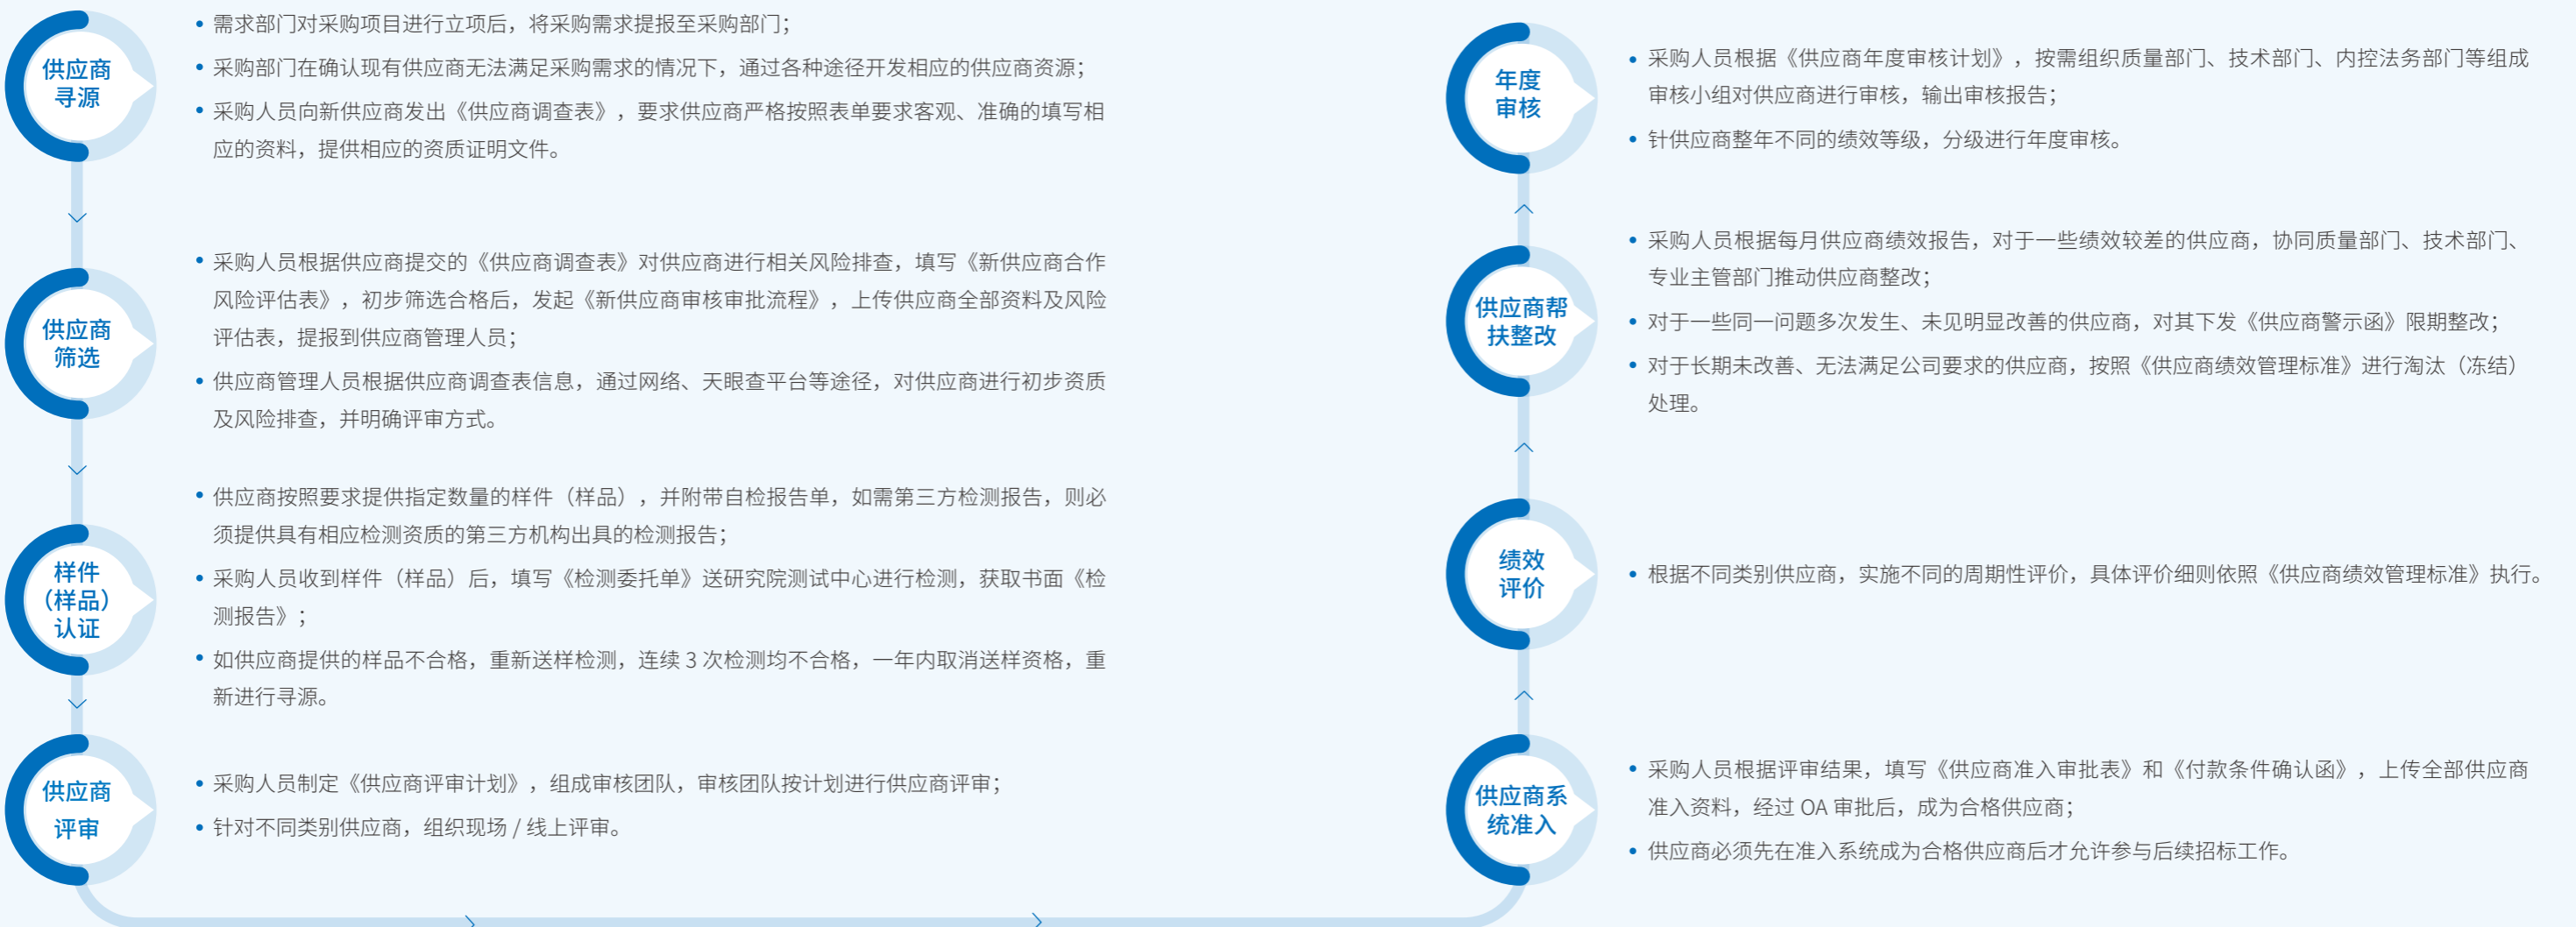 供应商
寻源
• 需求部门对采购项目进行立项后，将采购需求提报至采购部门；
• 采购部门在确认现有供应商无法满足采购需求的情况下，通过各种途径开发相应的供应商资源；
• 采购人员向新供应商发出《供应商调查表》，要求供应商严格按照表单要求客观、准确的填写相
应的资料，提供相应的资质证明文件。
供应商
筛选
• 采购人员根据供应商提交的《供应商调查表》对供应商进行相关风险排查，填写《新供应商合作
风险评估表》，初步筛选合格后，发起《新供应商审核审批流程》，上传供应商全部资料及风险
评估表，提报到供应商管理人员；
• 供应商管理人员根据供应商调查表信息，通过网络、天眼查平台等途径，对供应商进行初步资质
及风险排查，并明确评审方式。
样件
（样品）
认证
• 供应商按照要求提供指定数量的样件（样品），并附带自检报告单，如需第三方检测报告，则必
须提供具有相应检测资质的第三方机构出具的检测报告；
• 采购人员收到样件（样品）后，填写《检测委托单》送研究院测试中心进行检测，获取书面《检
测报告》；
• 如供应商提供的样品不合格，重新送样检测，连续 3 次检测均不合格，一年内取消送样资格，重
新进行寻源。
供应商
评审
• 采购人员制定《供应商评审计划》，组成审核团队，审核团队按计划进行供应商评审；
• 针对不同类别供应商，组织现场 / 线上评审。
供应商系
统准入
• 采购人员根据评审结果，填写《供应商准入审批表》和《付款条件确认函》，上传全部供应商
准入资料，经过 OA 审批后，成为合格供应商；
• 供应商必须先在准入系统成为合格供应商后才允许参与后续招标工作。
绩效
评价
• 根据不同类别供应商，实施不同的周期性评价，具体评价细则依照《供应商绩效管理标准》执行。
供应商帮
扶整改
• 采购人员根据每月供应商绩效报告，对于一些绩效较差的供应商，协同质量部门、技术部门、
专业主管部门推动供应商整改；
• 对于一些同一问题多次发生、未见明显改善的供应商，对其下发《供应商警示函》限期整改；
• 对于长期未改善、无法满足公司要求的供应商，按照《供应商绩效管理标准》进行淘汰（冻结）
处理。
年度
审核
• 采购人员根据《供应商年度审核计划》，按需组织质量部门、技术部门、内控法务部门等组成
审核小组对供应商进行审核，输出审核报告；
• 针供应商整年不同的绩效等级，分级进行年度审核。